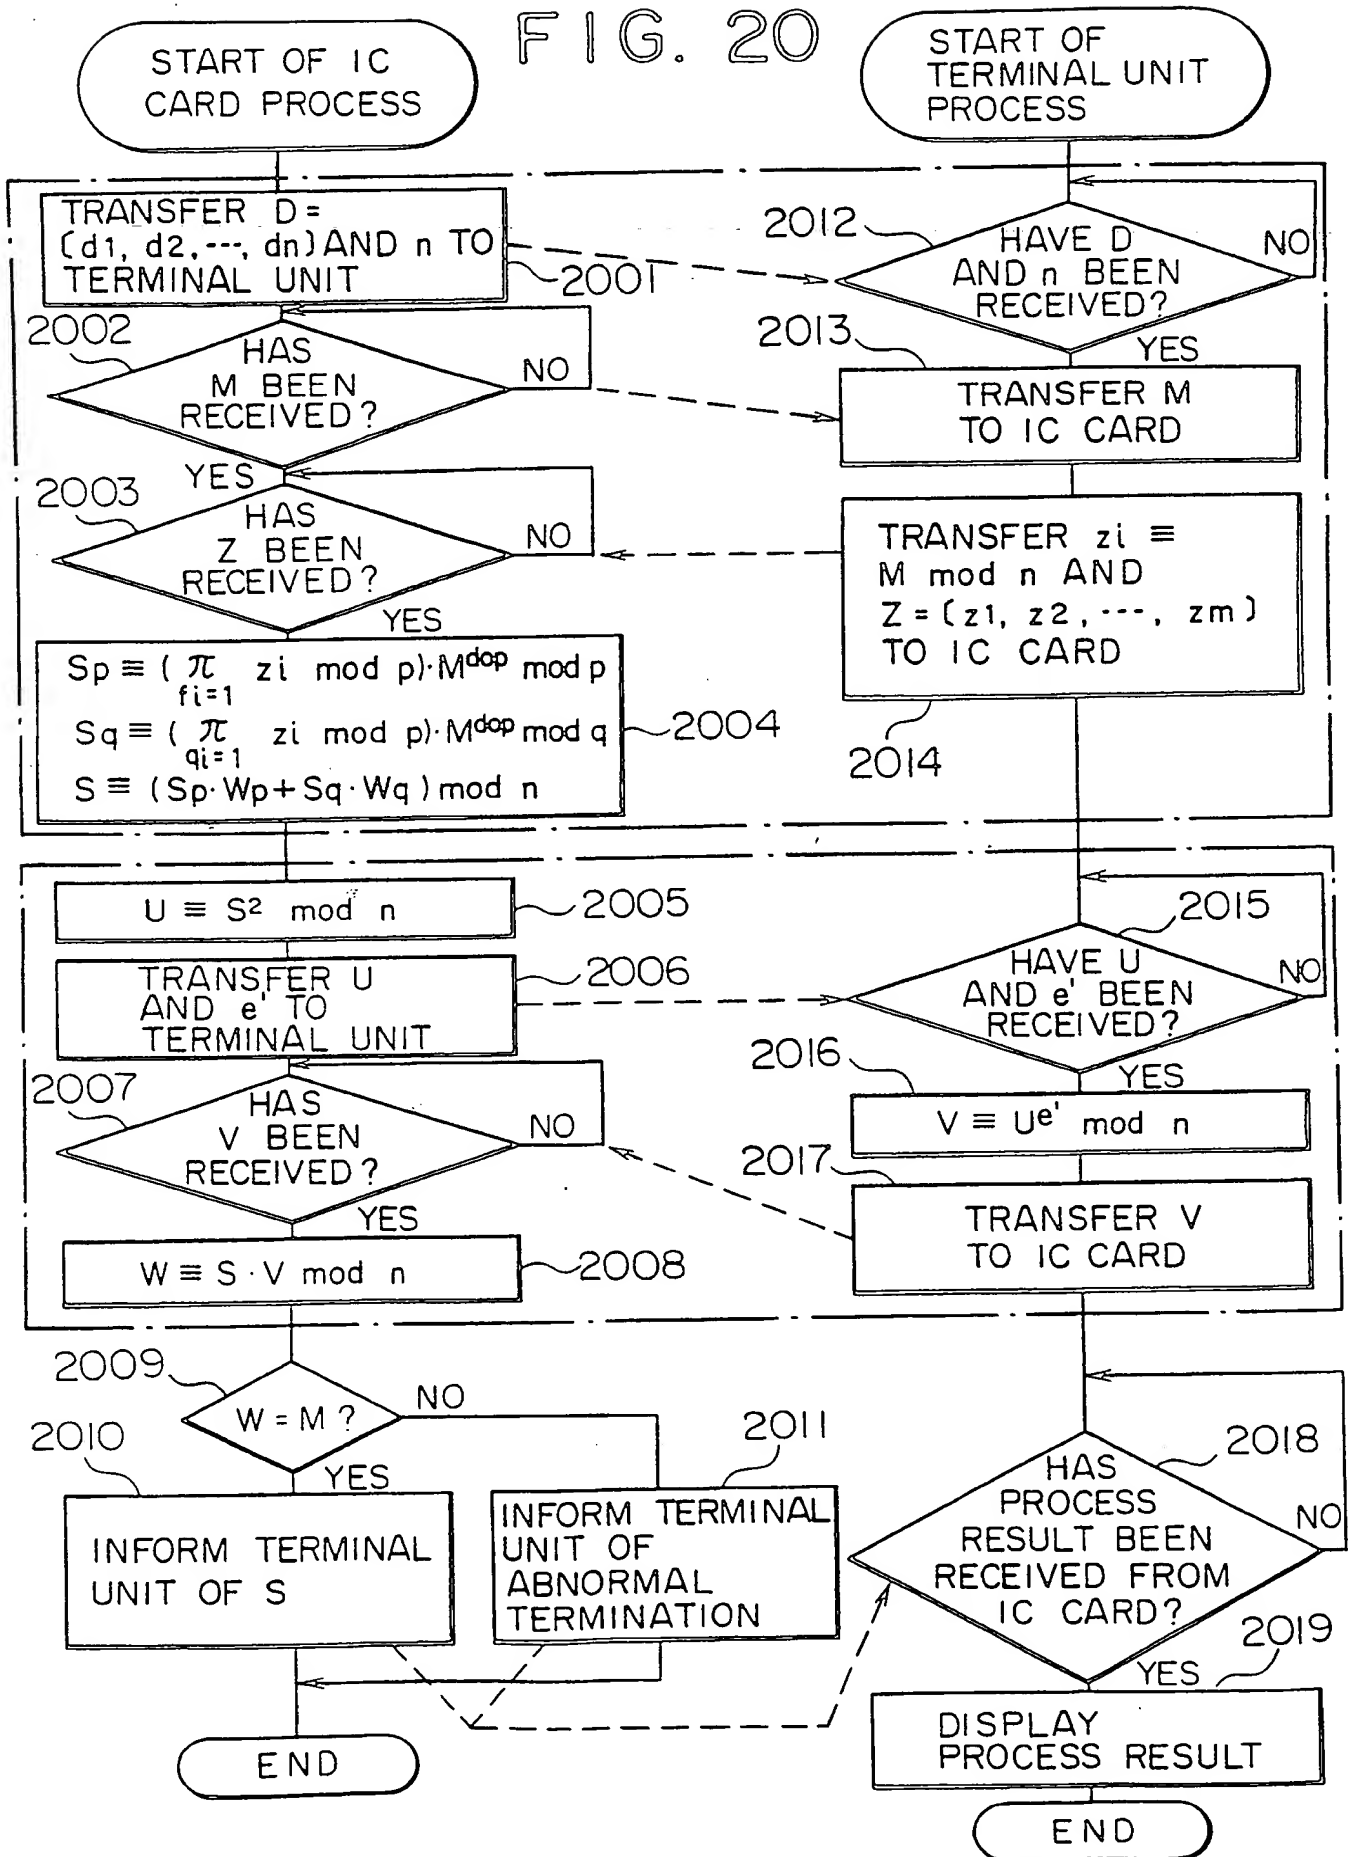 FIG. 20
START OF IC
CARD PROCESS
START OF
TERMINAL UNIT
PROCESS
TRANSFER D=
(d1, d2, ---, dn) AND n TO
TERMINAL UNIT
2001
2002
HAS
M BEEN
RECEIVED?
NO
YES
2003
HAS
Z BEEN
RECEIVED?
NO
YES
Sp ≡ ( π zi mod p)·M^dop mod p
fi=1
Sq ≡ ( π zi mod p)·M^dop mod q
qi=1
S ≡ (Sp·Wp+Sq·Wq) mod n
2004
2012
HAVE D
AND n BEEN
RECEIVED?
NO
YES
2013
TRANSFER M
TO IC CARD
TRANSFER zi ≡
M mod n AND
Z = (z1, z2, ---, zm)
TO IC CARD
2014
U ≡ S² mod n
2005
TRANSFER U
AND e' TO
TERMINAL UNIT
2006
2007
HAS
V BEEN
RECEIVED?
NO
YES
W ≡ S·V mod n
2008
2015
HAVE U
AND e' BEEN
RECEIVED?
NO
YES
2016
V ≡ U^e' mod n
2017
TRANSFER V
TO IC CARD
2009
W = M ?
NO
YES
2010
INFORM TERMINAL
UNIT OF S
2011
INFORM TERMINAL
UNIT OF
ABNORMAL
TERMINATION
END
2018
HAS
PROCESS
RESULT BEEN
RECEIVED FROM
IC CARD?
NO
YES
2019
DISPLAY
PROCESS RESULT
END